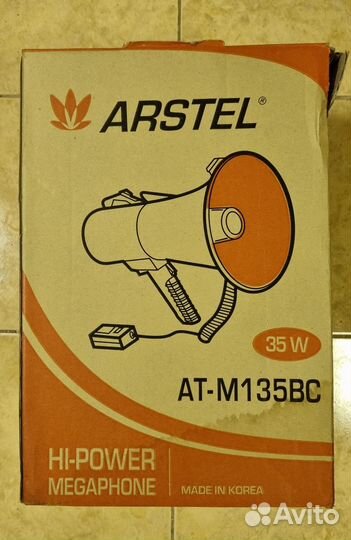 ARSTEL®
35 W
AT-M135BC
HI-POWER
MEGAPHONE
MADE IN KOREA
Avito